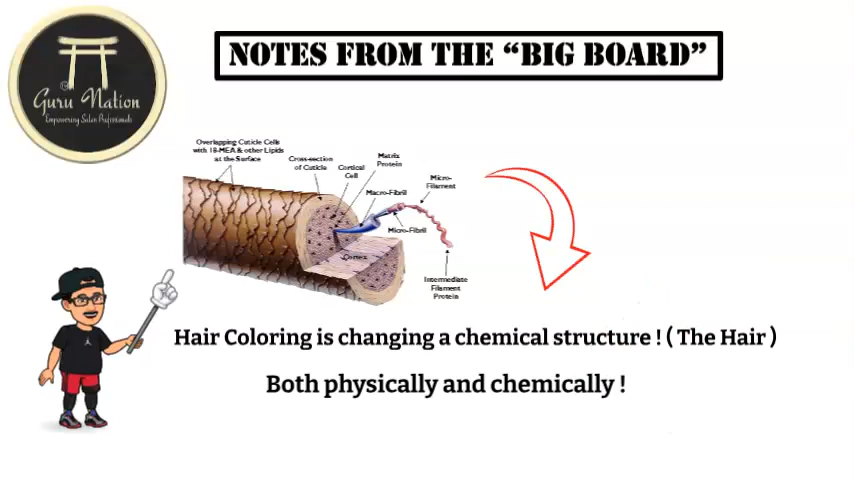 NOTES FROM THE “BIG BOARD”
The
Guru Nation
Empowering Salon Professionals
Overlapping Cuticle Cells
with 18-MEA & other Lipids
at the Surface
Cross-section
of Cuticle
Cortical
Cell
Matrix
Protein
Macro-Fibril
Micro-
Filament
Micro-Fibril
Cortex
Intermediate
Filament
Protein
Hair Coloring is changing a chemical structure ! ( The Hair )
Both physically and chemically !